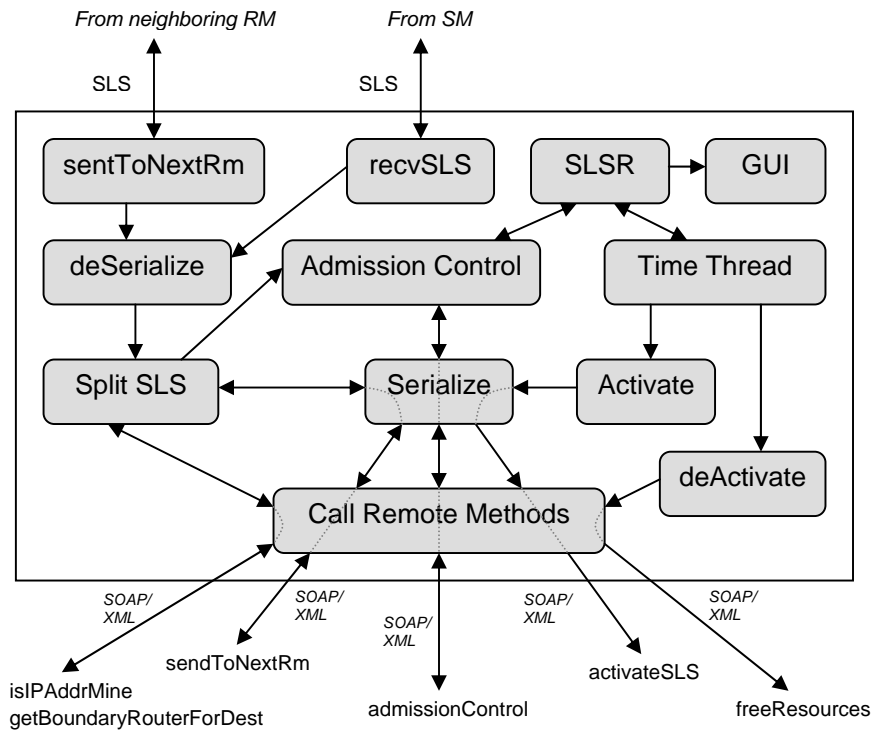 From neighboring RM
From SM
SLS
SLS
sentToNextRm
recvSLS
SLSR
GUI
deSerialize
Admission Control
Time Thread
Split SLS
Serialize
Activate
deActivate
Call Remote Methods
SOAP/
XML
SOAP/
XML
SOAP/
XML
SOAP/
XML
SOAP/
XML
isIPAddrMine
getBoundaryRouterForDest
sendToNextRm
admissionControl
activateSLS
freeResources